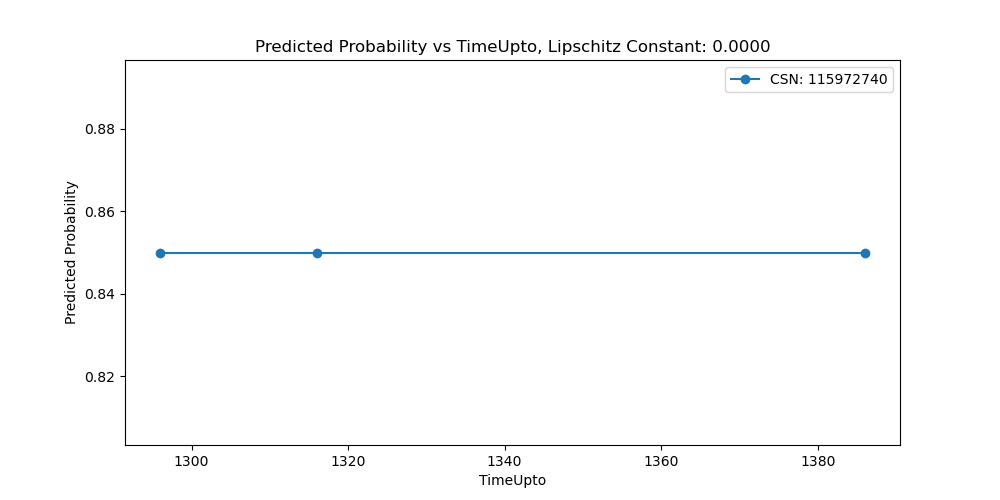 Predicted Probability vs TimeUpto, Lipschitz Constant: 0.0000
CSN: 115972740
Predicted Probability
0.88
0.86
0.84
0.82
1300 1320 1340 1360 1380
TimeUpto